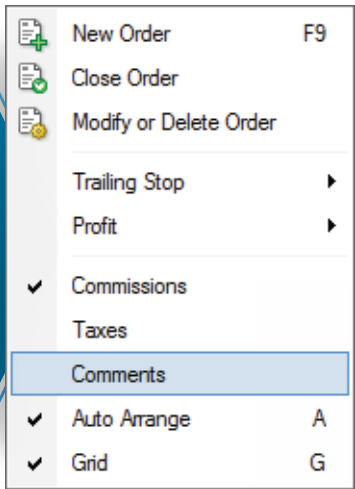 New Order F9
Close Order
Modify or Delete Order
Trailing Stop
Profit
Commissions
Taxes
Comments
Auto Arrange A
Grid G